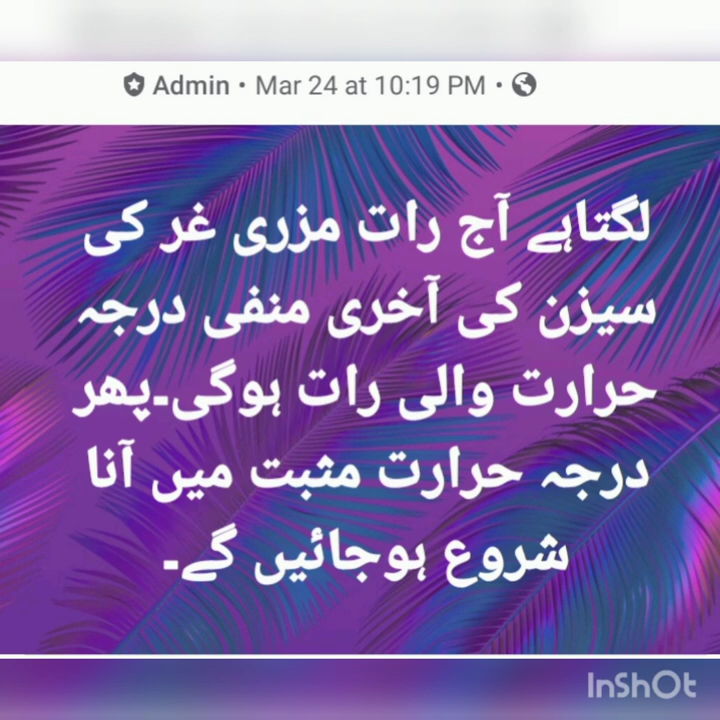 Admin • Mar 24 at 10:19 PM •
لگتاہے آج رات مزری غر کی
سیزن کی آخری منفی درجہ
حرارت والی رات ہوگی۔پھر
درجہ حرارت مثبت میں آنا
شروع ہوجائیں گے۔
InShOt